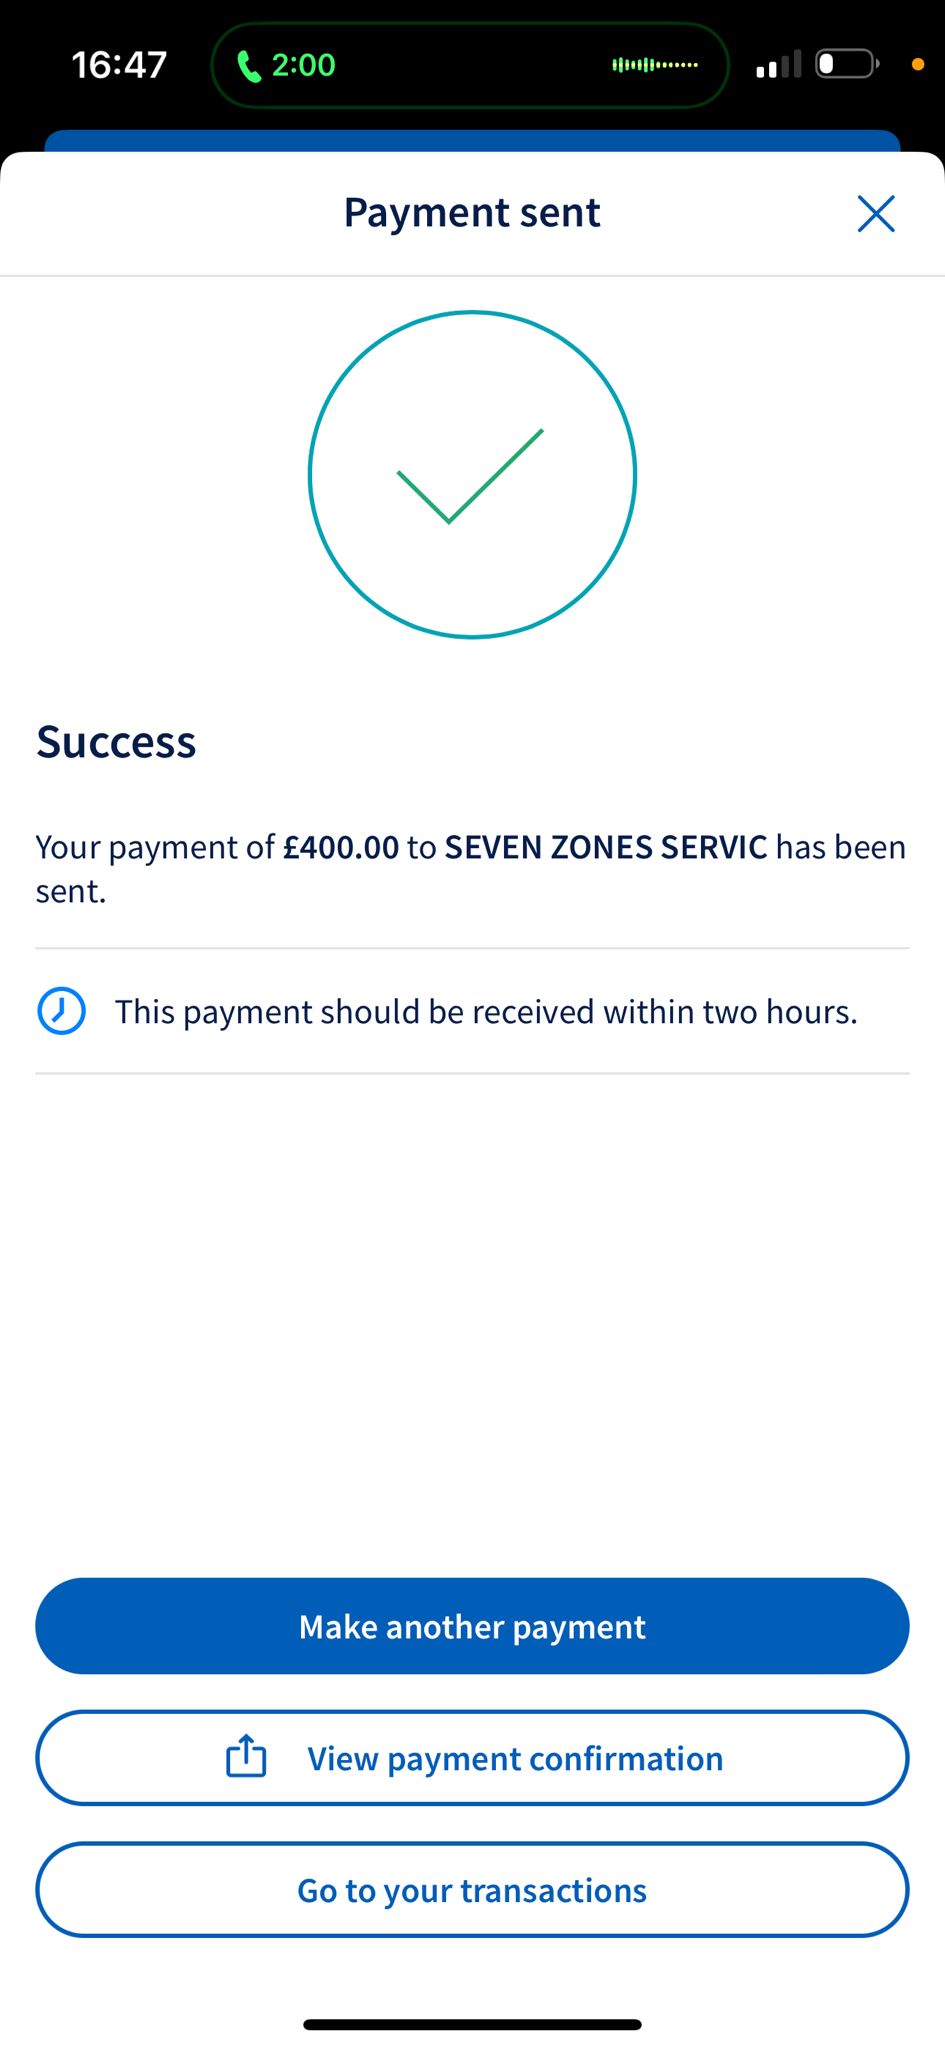 16:47
2:00
Payment sent
Success
Your payment of £400.00 to SEVEN ZONES SERVIC has been
sent.
This payment should be received within two hours.
Make another payment
View payment confirmation
Go to your transactions